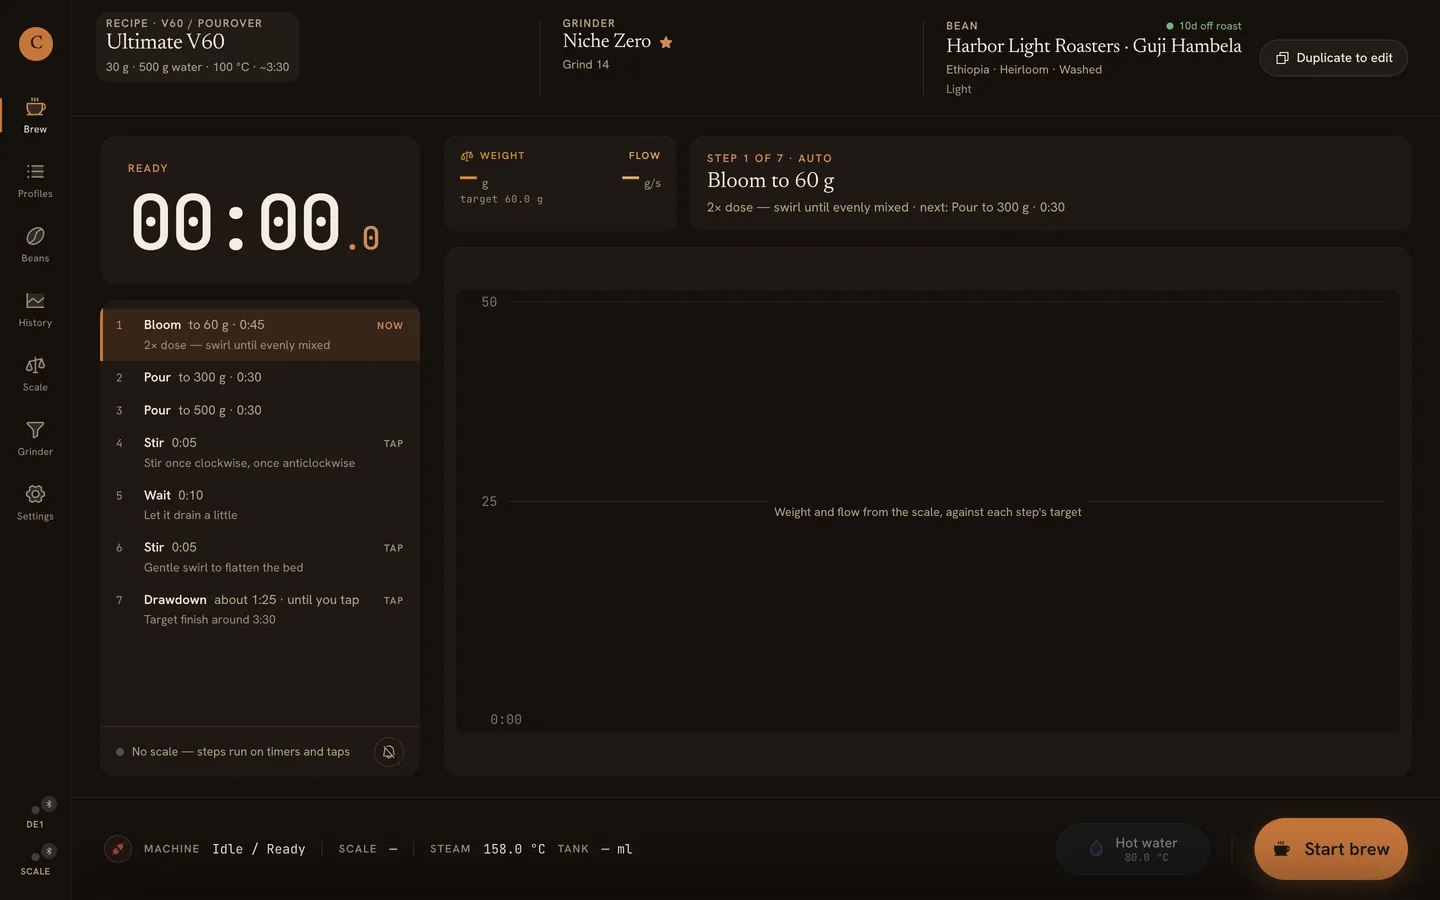 C
Brew
Profiles
Beans
History
Scale
Grinder
Settings
DE1
SCALE
RECIPE · V60 / POUROVER
Ultimate V60
30 g · 500 g water · 100 °C · ~3:30
GRINDER
Niche Zero
Grind 14
BEAN
10d off roast
Harbor Light Roasters · Guji Hambela
Ethiopia · Heirloom · Washed
Light
Duplicate to edit
READY
00:00.0
WEIGHT
FLOW
— g
— g/s
target 60.0 g
STEP 1 OF 7 · AUTO
Bloom to 60 g
2× dose — swirl until evenly mixed · next: Pour to 300 g · 0:30
1 Bloom to 60 g · 0:45 NOW
2× dose — swirl until evenly mixed
2 Pour to 300 g · 0:30
3 Pour to 500 g · 0:30
4 Stir 0:05 TAP
Stir once clockwise, once anticlockwise
5 Wait 0:10
Let it drain a little
6 Stir 0:05 TAP
Gentle swirl to flatten the bed
7 Drawdown about 1:25 · until you tap TAP
Target finish around 3:30
No scale — steps run on timers and taps
50
25
Weight and flow from the scale, against each step's target
0:00
MACHINE Idle / Ready
SCALE —
STEAM 158.0 °C
TANK — ml
Hot water
80.0 °C
Start brew